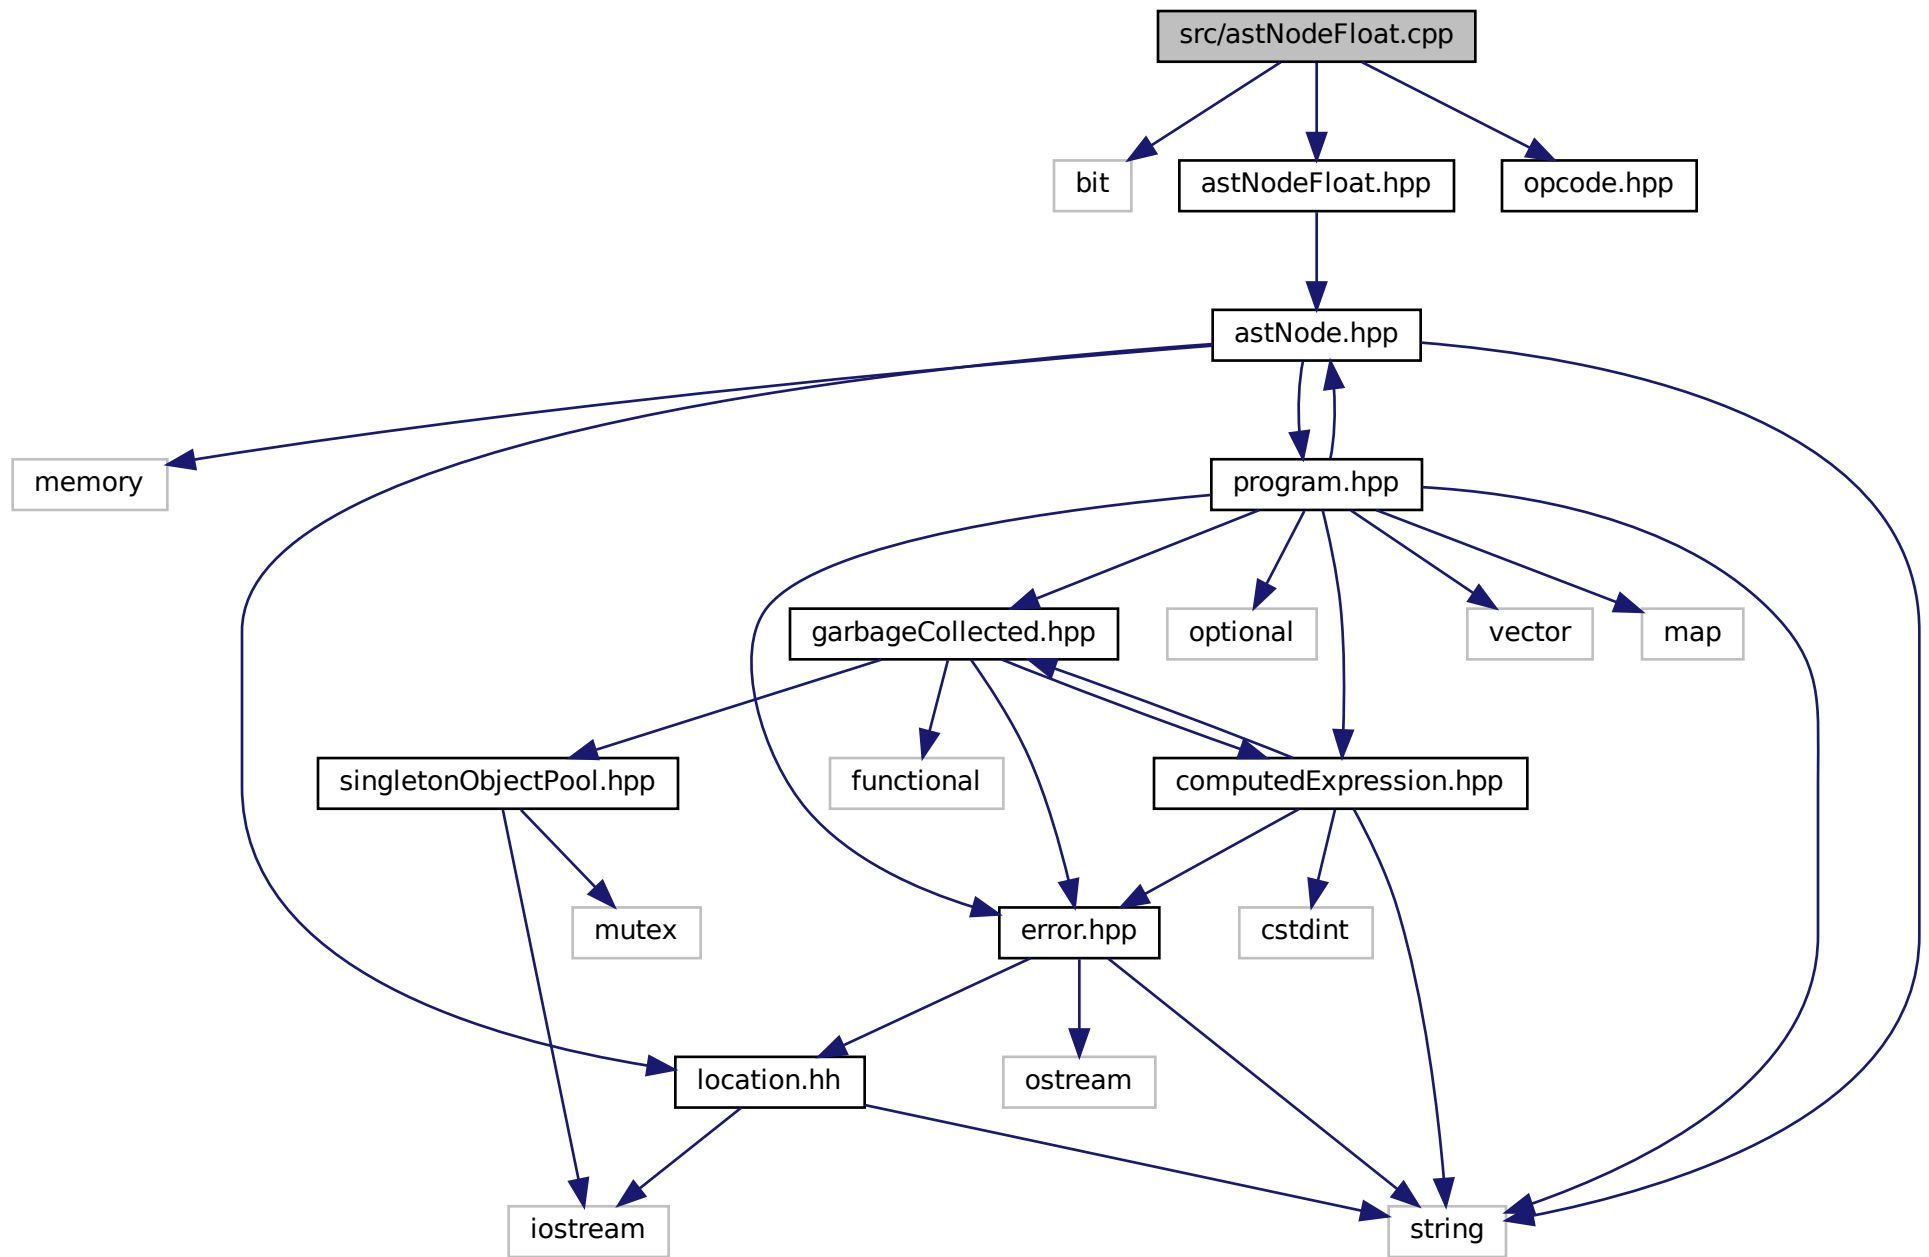 src/astNodeFloat.cpp
bit
astNodeFloat.hpp
opcode.hpp
astNode.hpp
memory
program.hpp
garbageCollected.hpp
optional
vector
map
singletonObjectPool.hpp
functional
computedExpression.hpp
mutex
error.hpp
cstdint
location.hh
ostream
iostream
string